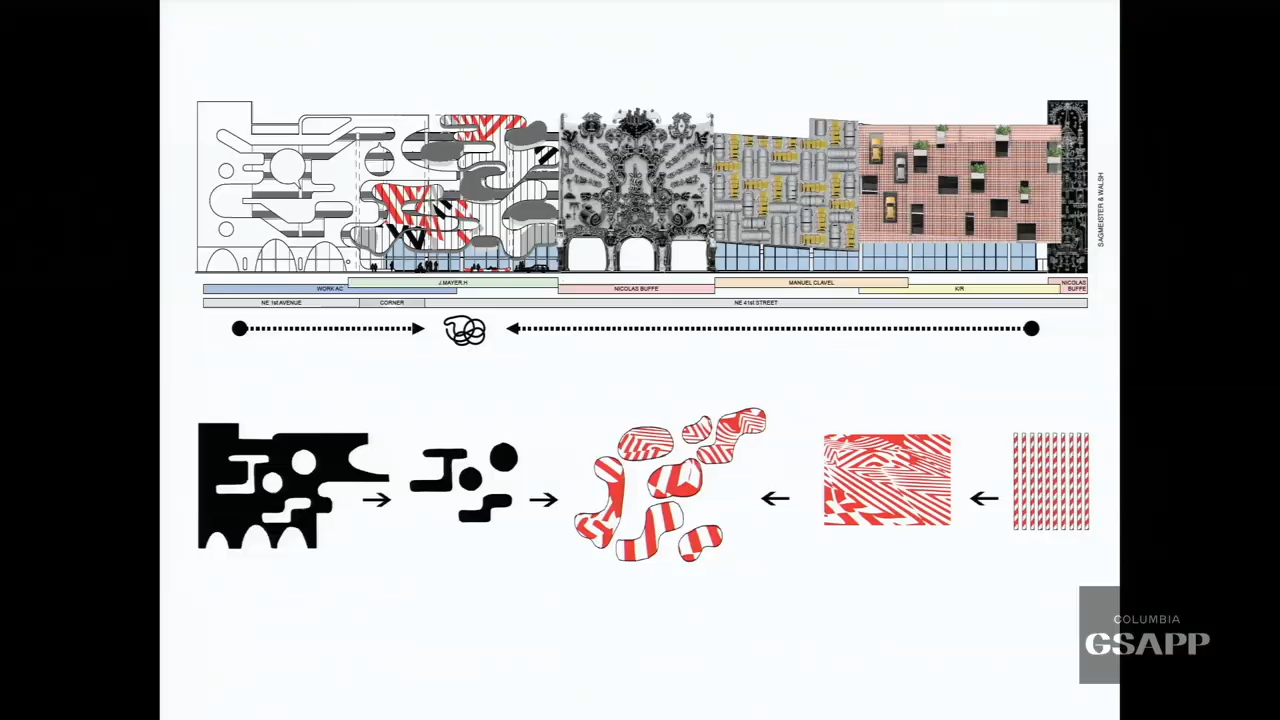 SAGMEISTER & WALSH
J.MAYER.H
MANUEL CLAVEL
NICOLAS
WORK AC.
NICOLAS BUFFE
K/R
BUFFE
NE 1st AVENUE
CORNER
NE 41st STREET
COLUMBIA
GSAPP